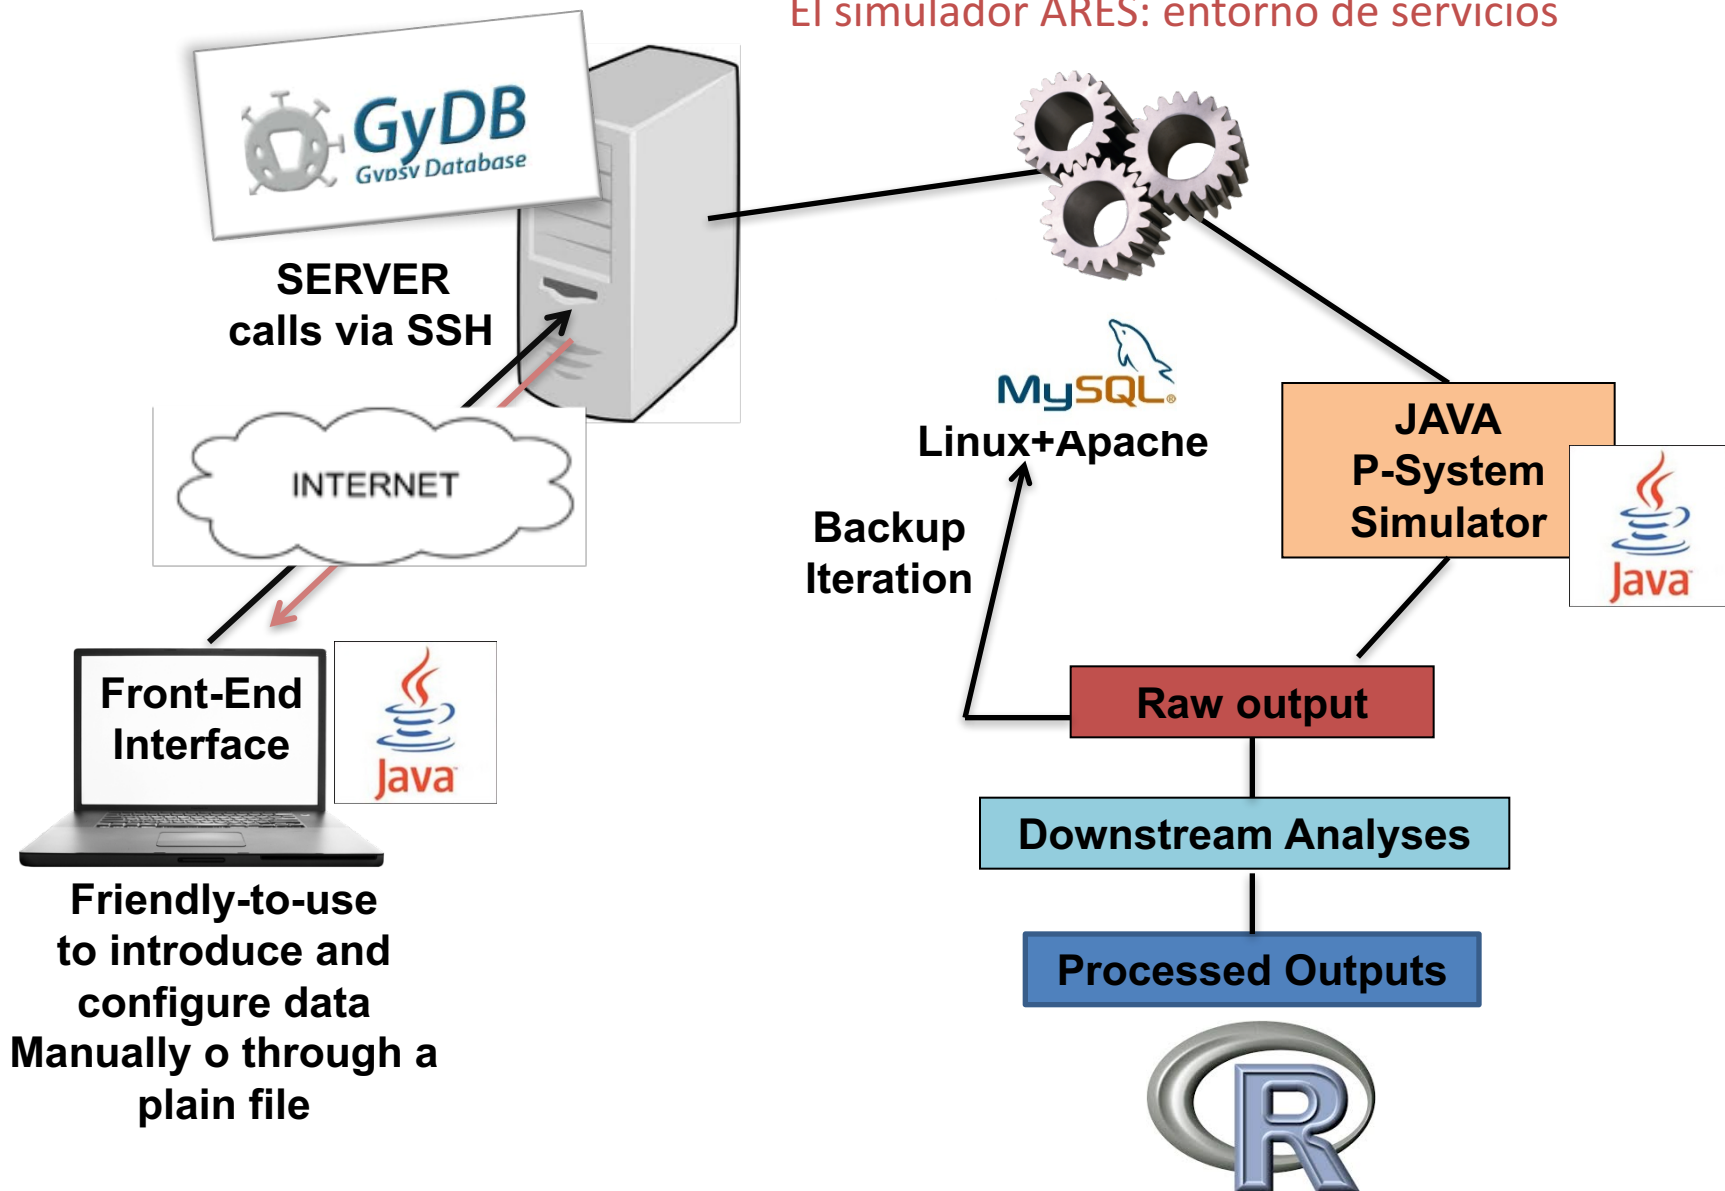 El simulador ARES: entorno de servicios
GyDB
Gypsy Database
SERVER
calls via SSH
INTERNET
Front-End
Interface
Java
Friendly-to-use
to introduce and
configure data
Manually o through a
plain file
MySQL
Linux+Apache
Backup
Iteration
JAVA
P-System
Simulator
Java
Raw output
Downstream Analyses
Processed Outputs
R